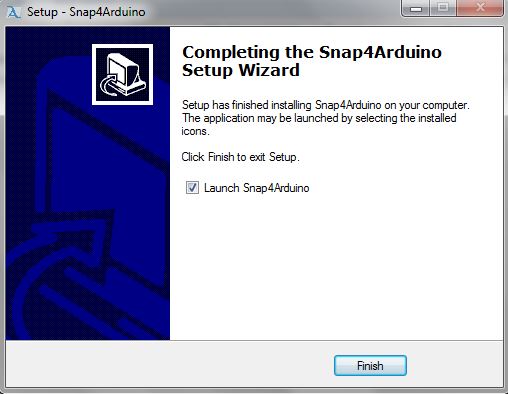 Setup - Snap4Arduino
Completing the Snap4Arduino
Setup Wizard
Setup has finished installing Snap4Arduino on your computer.
The application may be launched by selecting the installed
icons.
Click Finish to exit Setup.
Launch Snap4Arduino
Finish